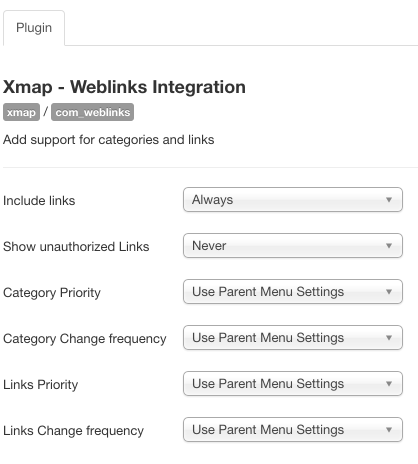 Plugin
Xmap - Weblinks Integration
xmap / com_weblinks
Add support for categories and links
Include links Always
Show unauthorized Links Never
Category Priority Use Parent Menu Settings
Category Change frequency Use Parent Menu Settings
Links Priority Use Parent Menu Settings
Links Change frequency Use Parent Menu Settings